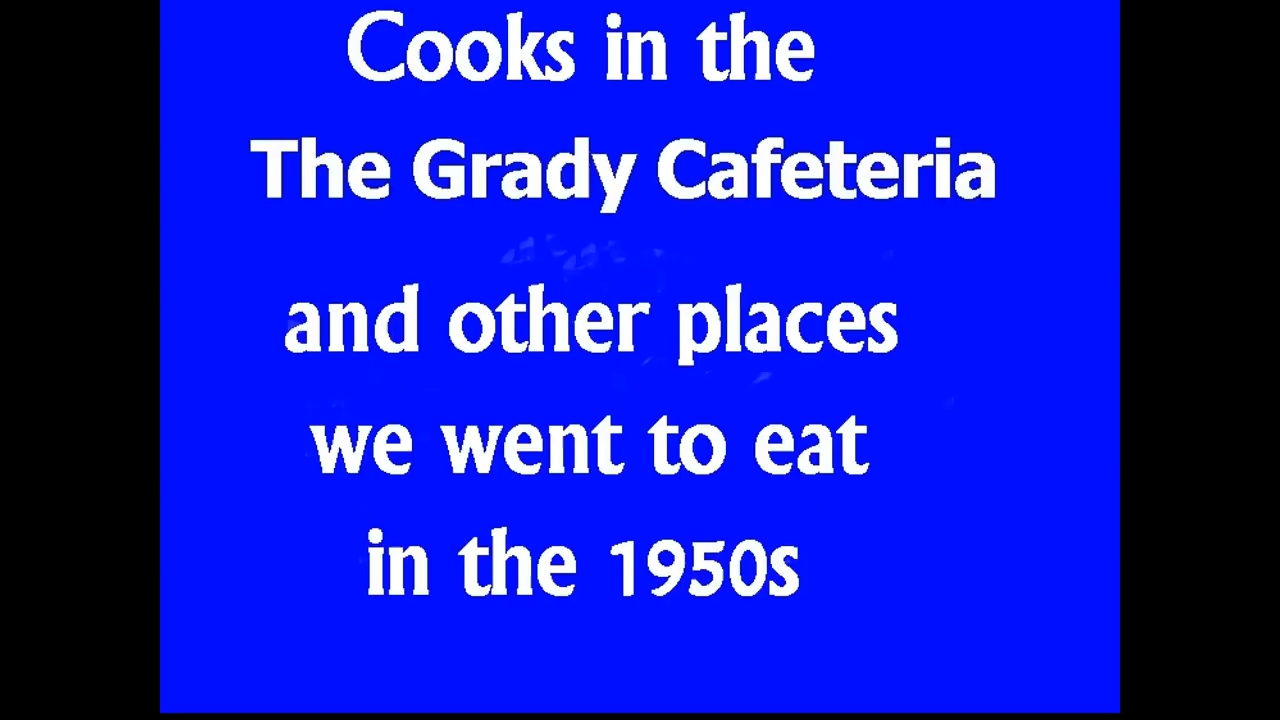 Cooks in the
The Grady Cafeteria
and other places
we went to eat
in the 1950s